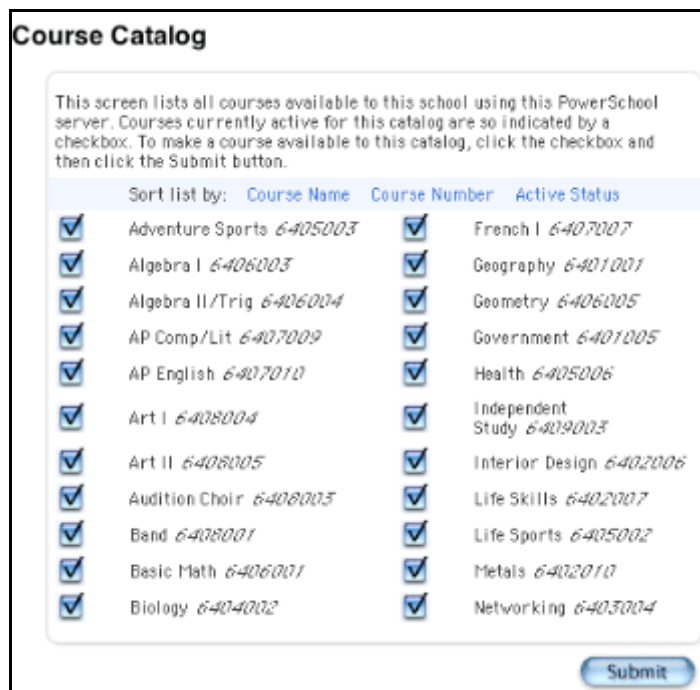 Course Catalog
This screen lists all courses available to this school using this PowerSchool
server. Courses currently active for this catalog are so indicated by a
checkbox. To make a course available to this catalog, click the checkbox and
then click the Submit button.
Sort list by: Course Name Course Number Active Status
Adventure Sports 6405003 French I 6407007
Algebra I 6406003 Geography 6401001
Algebra II/Trig 6406004 Geometry 6406005
AP Comp/Lit 6407009 Government 6401005
AP English 6407010 Health 6405006
Art I 6408004 Independent
Study 6409003
Art II 6408005 Interior Design 6402006
Audition Choir 6408003 Life Skills 6402007
Band 6408001 Life Sports 6405002
Basic Math 6406001 Metals 6402010
Biology 6404002 Networking 6403004
Submit